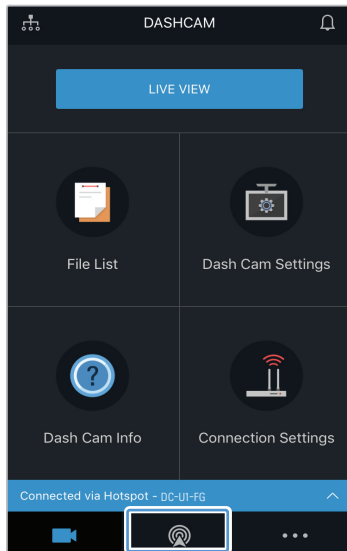 DASHCAM
LIVE VIEW
File List
Dash Cam Settings
?
Dash Cam Info
Connection Settings
Connected via Hotspot - DC-U1-FG